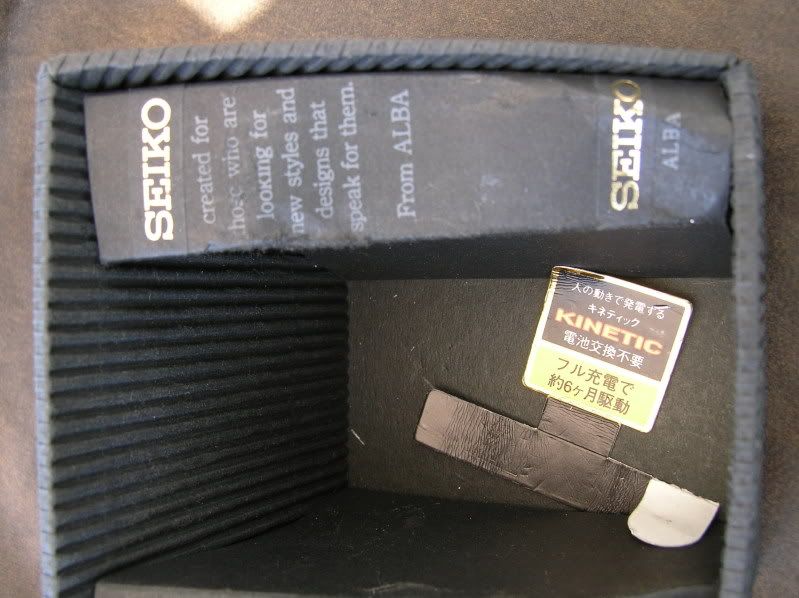 SEIKO
created for
those who are
looking for
new styles and
designs that
speak for them.
From ALBA
SEIKO
ALBA
人の動きで発電する
キネティック
KINETIC
電池交換不要
フル充電で
約6ヶ月駆動